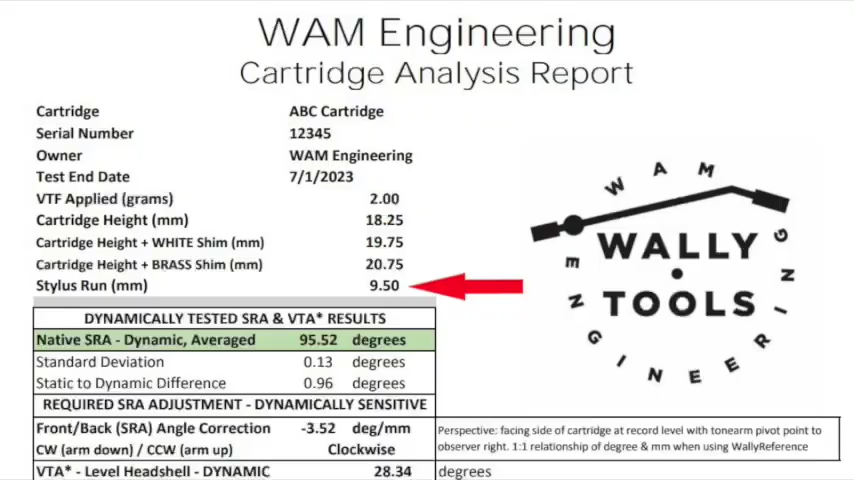 WAM Engineering
Cartridge Analysis Report
Cartridge ABC Cartridge
Serial Number 12345
Owner WAM Engineering
Test End Date 7/1/2023
VTF Applied (grams) 2.00
Cartridge Height (mm) 18.25
Cartridge Height + WHITE Shim (mm) 19.75
Cartridge Height + BRASS Shim (mm) 20.75
Stylus Run (mm) 9.50
WAM ENGINEERING
WALLY
TOOLS
DYNAMICALLY TESTED SRA & VTA* RESULTS
Native SRA - Dynamic, Averaged 95.52 degrees
Standard Deviation 0.13 degrees
Static to Dynamic Difference 0.96 degrees
REQUIRED SRA ADJUSTMENT - DYNAMICALLY SENSITIVE
Front/Back (SRA) Angle Correction -3.52 deg/mm
CW (arm down) / CCW (arm up) Clockwise
Perspective: facing side of cartridge at record level with tonearm pivot point to
observer right. 1:1 relationship of degree & mm when using WallyReference
VTA* - Level Headshell - DYNAMIC 28.34 degrees